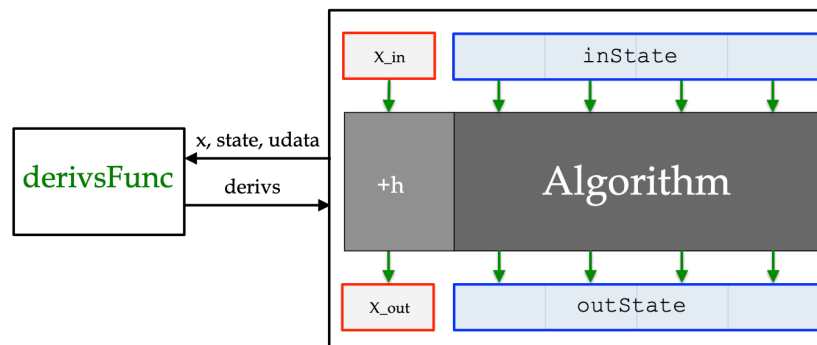 X_in
inState
x, state, udata
derivsFunc
derivs
+h
Algorithm
X_out
outState